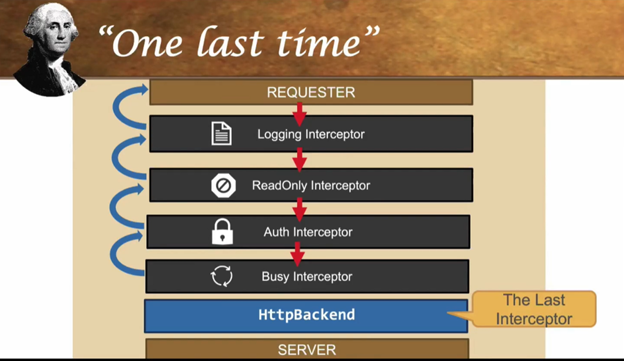 “One last time”
REQUESTER
Logging Interceptor
ReadOnly Interceptor
Auth Interceptor
Busy Interceptor
HttpBackend
The Last
Interceptor
SERVER